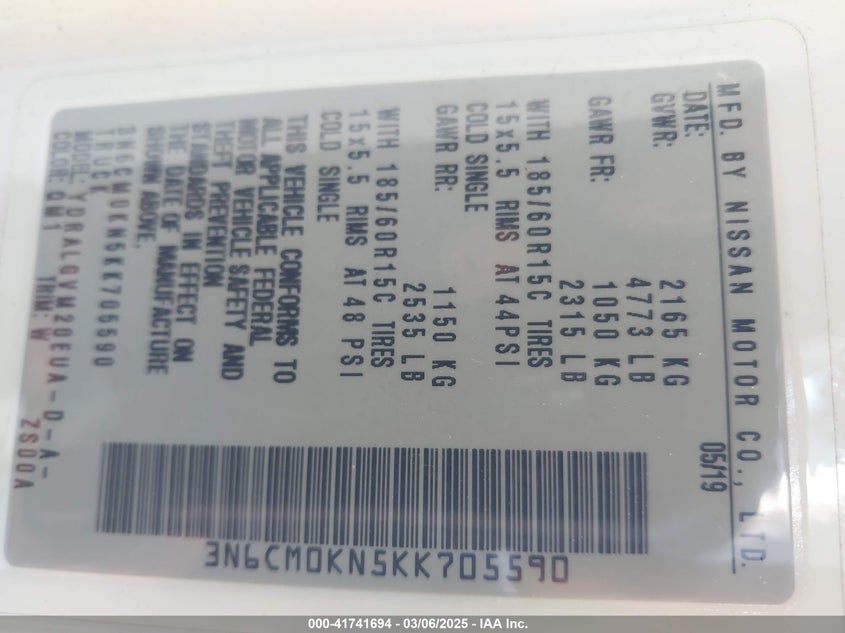 MFD. BY NISSAN MOTOR CO., LTD.
DATE: 05/19
GVWR: 2165 KG
4773 LB
GAWR FR: 1050 KG
2315 LB
WITH 185/60R15C TIRES
15x5.5 RIMS AT 44PSI
COLD SINGLE
GAWR RR: 1150 KG
2535 LB
WITH 185/60R15C TIRES
15x5.5 RIMS AT 48 PSI
COLD SINGLE
THIS VEHICLE CONFORMS TO
ALL APPLICABLE FEDERAL
MOTOR VEHICLE SAFETY AND
THEFT PREVENTION
STANDARDS IN EFFECT ON
THE DATE OF MANUFACTURE
SHOWN ABOVE.
3N6CM0KN5KK705590
TRUCK
MODEL: YDRALGVM20EUA-D-A-
COLOR: QM1 TRIM: W ZS00A
3N6CM0KN5KK705590
000-41741694 - 03/06/2025 - IAA Inc.